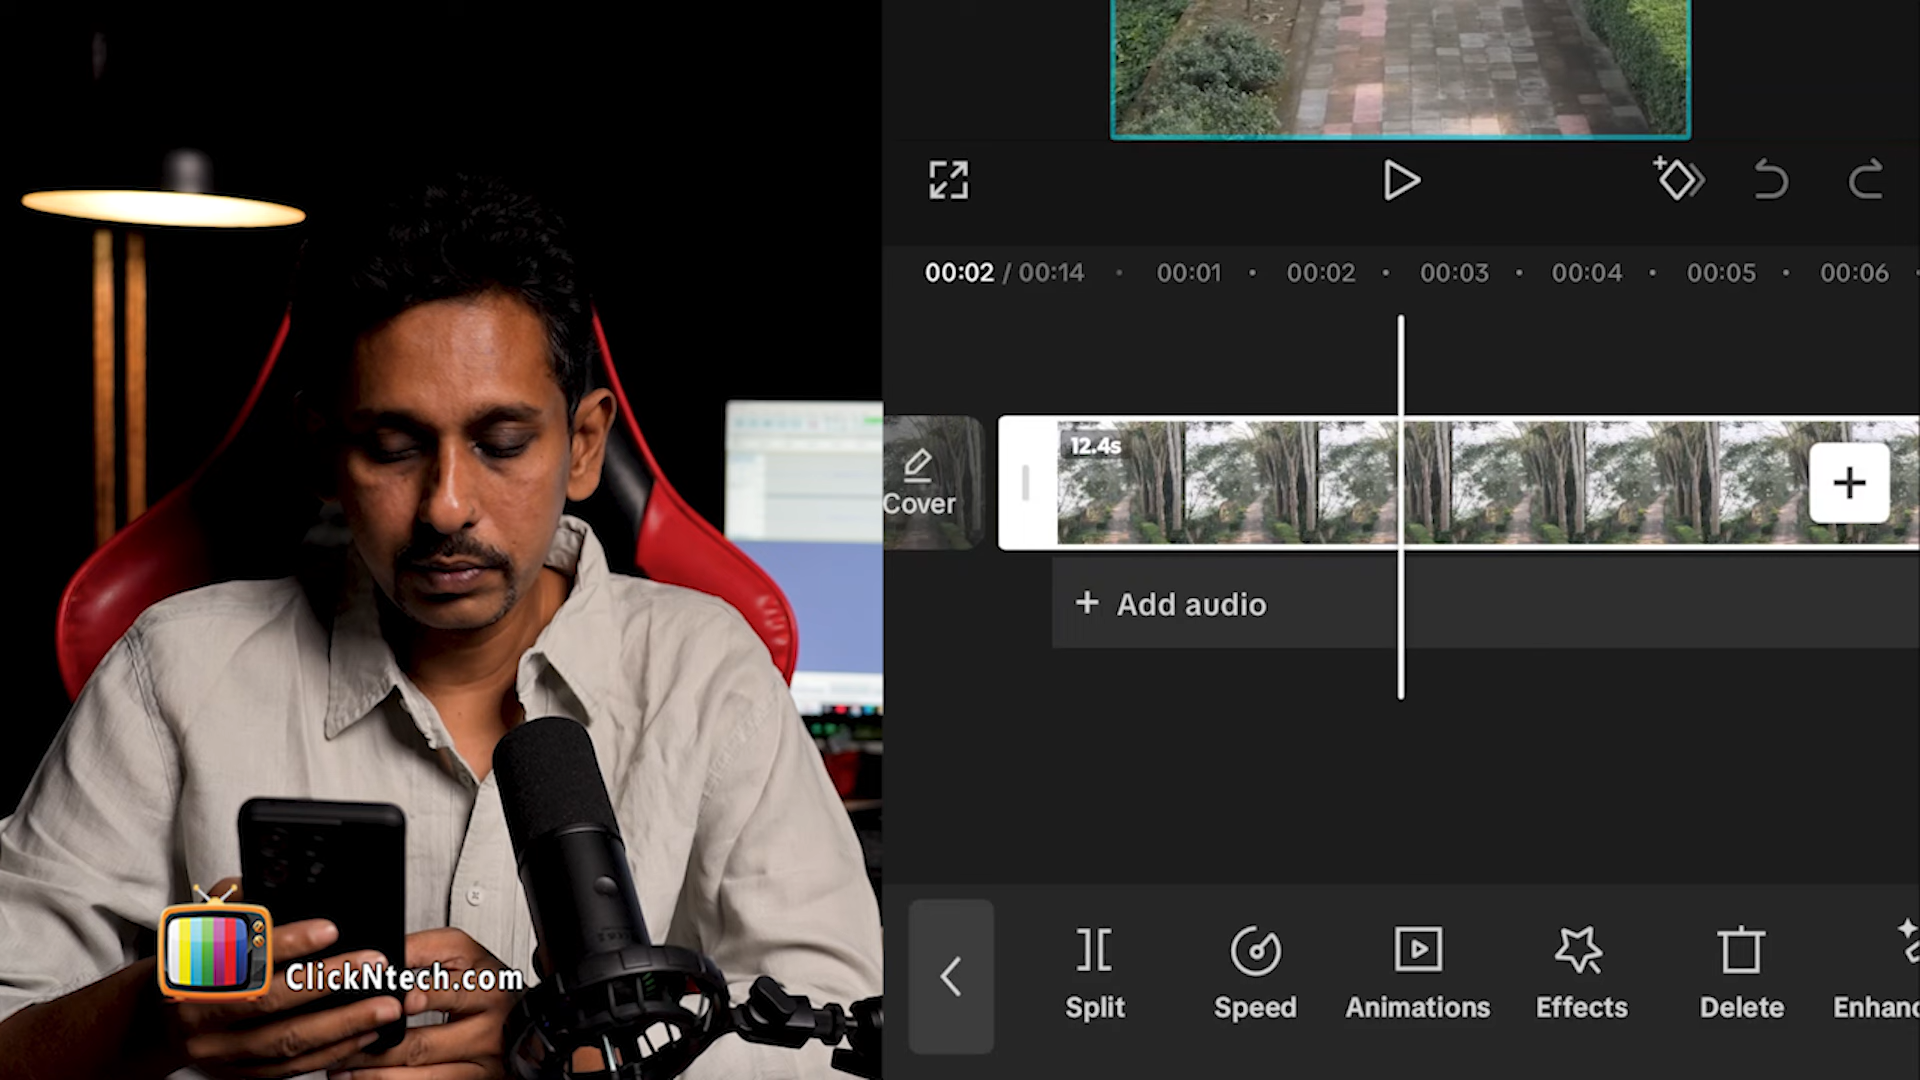 00:02 / 00:14 00:01 00:02 00:03 00:04 00:05 00:06
12.4s
Cover
+ Add audio
Split Speed Animations Effects Delete Enhanc
ClickNtech.com